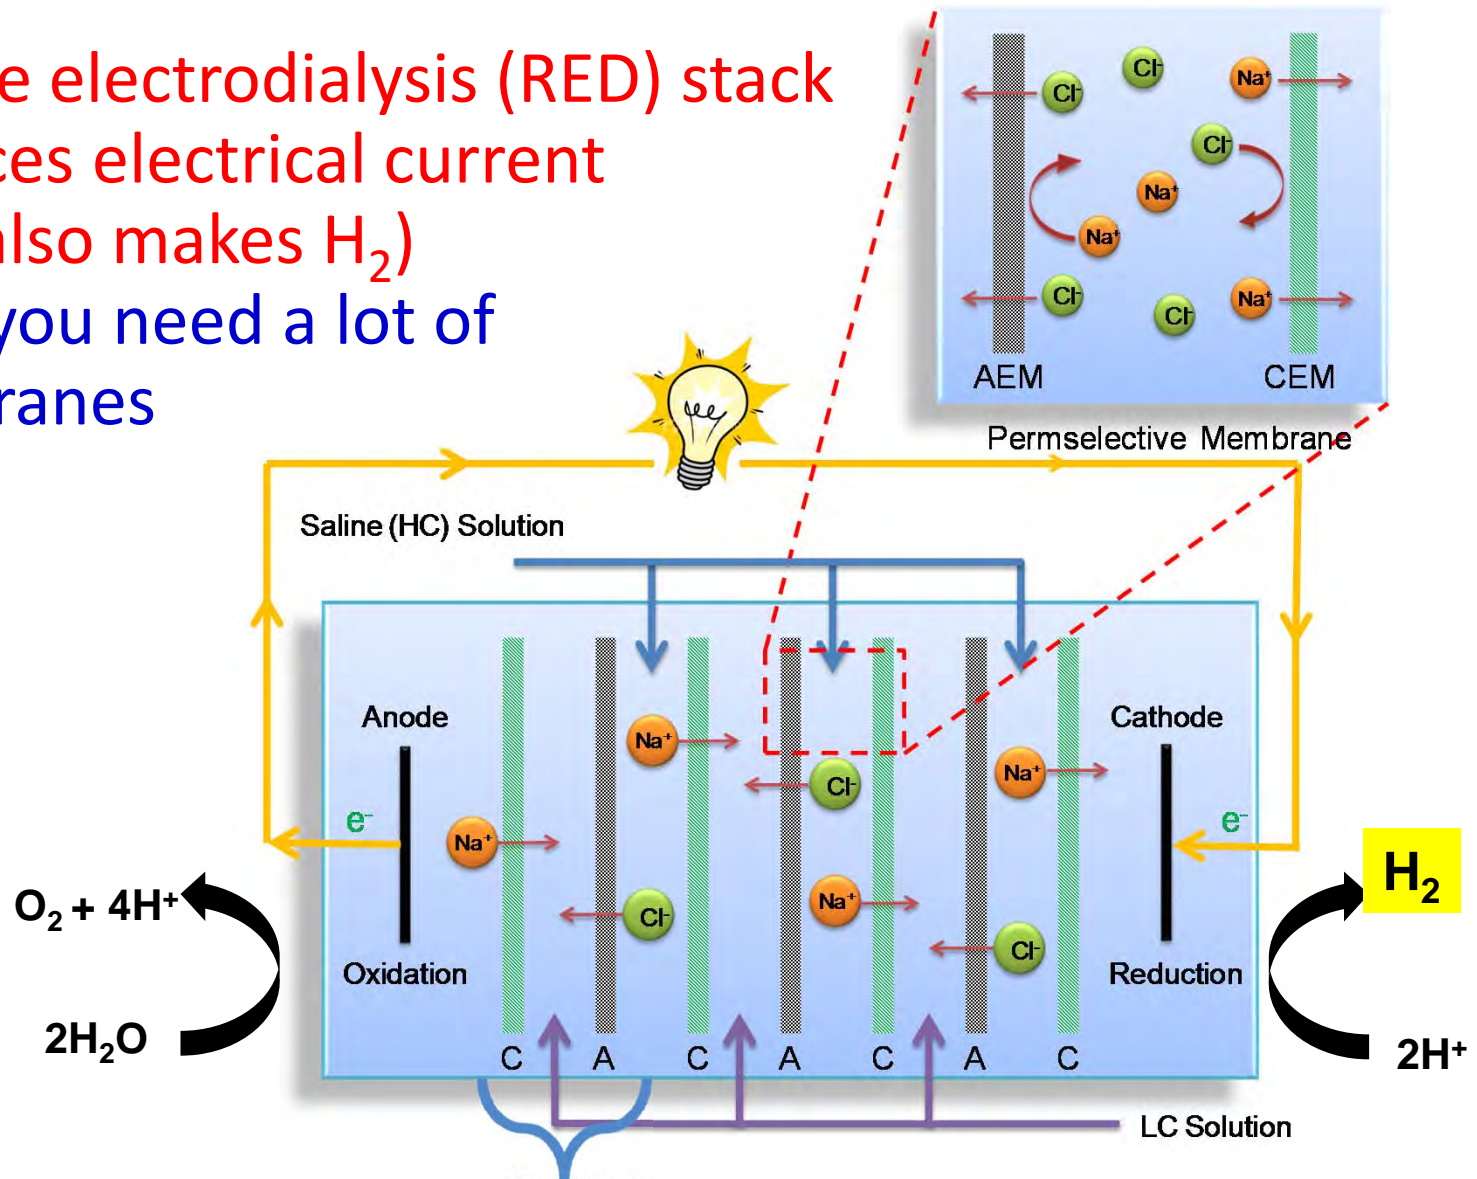 e electrodialysis (RED) stack
ces electrical current
also makes H₂)
you need a lot of
ranes
Cl⁻
Cl⁻
Na⁺
Cl⁻
Na⁺
Na⁺
Cl⁻
Cl⁻
Na⁺
AEM
CEM
Permselective Membrane
Saline (HC) Solution
Anode
Cathode
Na⁺
Cl⁻
Na⁺
e⁻
e⁻
Na⁺
H₂
O₂ + 4H⁺
Cl⁻
Na⁺
Cl⁻
Oxidation
Reduction
2H₂O
2H⁺
C A C A C A C
LC Solution